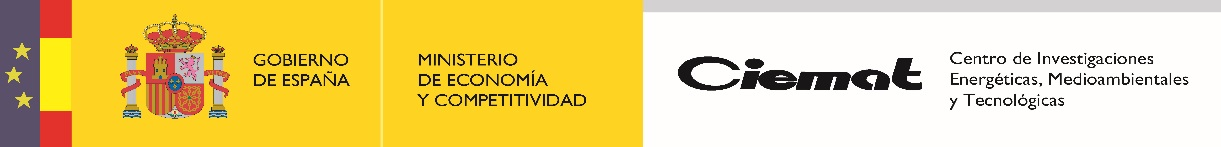 GOBIERNO
DE ESPAÑA
MINISTERIO
DE ECONOMÍA
Y COMPETITIVIDAD
Ciemat
Centro de Investigaciones
Energéticas, Medioambientales
y Tecnológicas